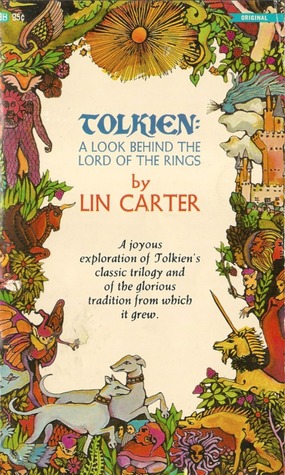 95¢
ORIGINAL
TOLKIEN:
A LOOK BEHIND THE
LORD OF THE RINGS
by
LIN CARTER
A joyous
exploration of Tolkien's
classic trilogy and
of the glorious
tradition from which
it grew.